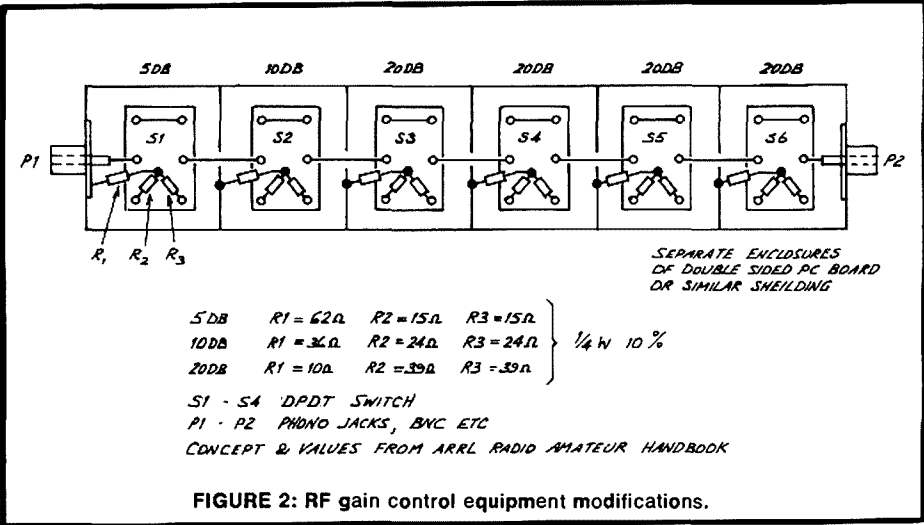 5DB 10DB 20DB 20DB 20DB 20DB
S1 S2 S3 S4 S5 S6
P1 P2
R1 R2 R3
SEPARATE ENCLOSURES
OF DOUBLE SIDED PC BOARD
OR SIMILAR SHEILDING
5DB R1 = 62Ω R2 = 15Ω R3 = 15Ω
10DB R1 = 36Ω R2 = 24Ω R3 = 24Ω
20DB R1 = 10Ω R2 = 39Ω R3 = 39Ω
1/4 W 10 %
S1 - S4 DPDT SWITCH
P1 - P2 PHONO JACKS, BNC ETC
CONCEPT & VALUES FROM ARRL RADIO AMATEUR HANDBOOK
FIGURE 2: RF gain control equipment modifications.